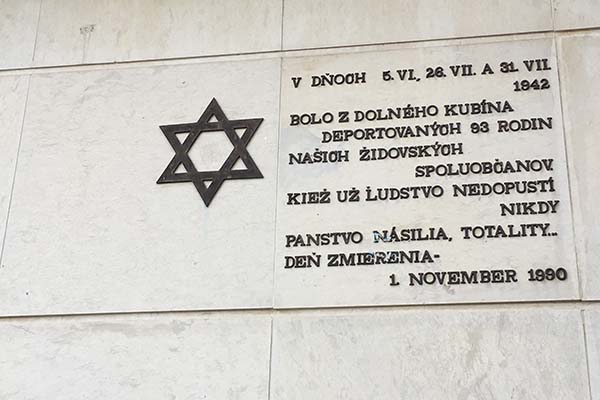 V DŇOCH 5.VI., 26.VII. A 31.VII.
1942
BOLO Z DOLNÉHO KUBÍNA
DEPORTOVANÝCH 93 RODIN
NAŠICH ŽIDOVSKÝCH
SPOLUOBČANOV.
KIEŽ UŽ ĽUDSTVO NEDOPUSTÍ
NIKDY
PANSTVO NÁSILIA, TOTALITY...
DEŇ ZMIERENIA-
1. NOVEMBER 1990